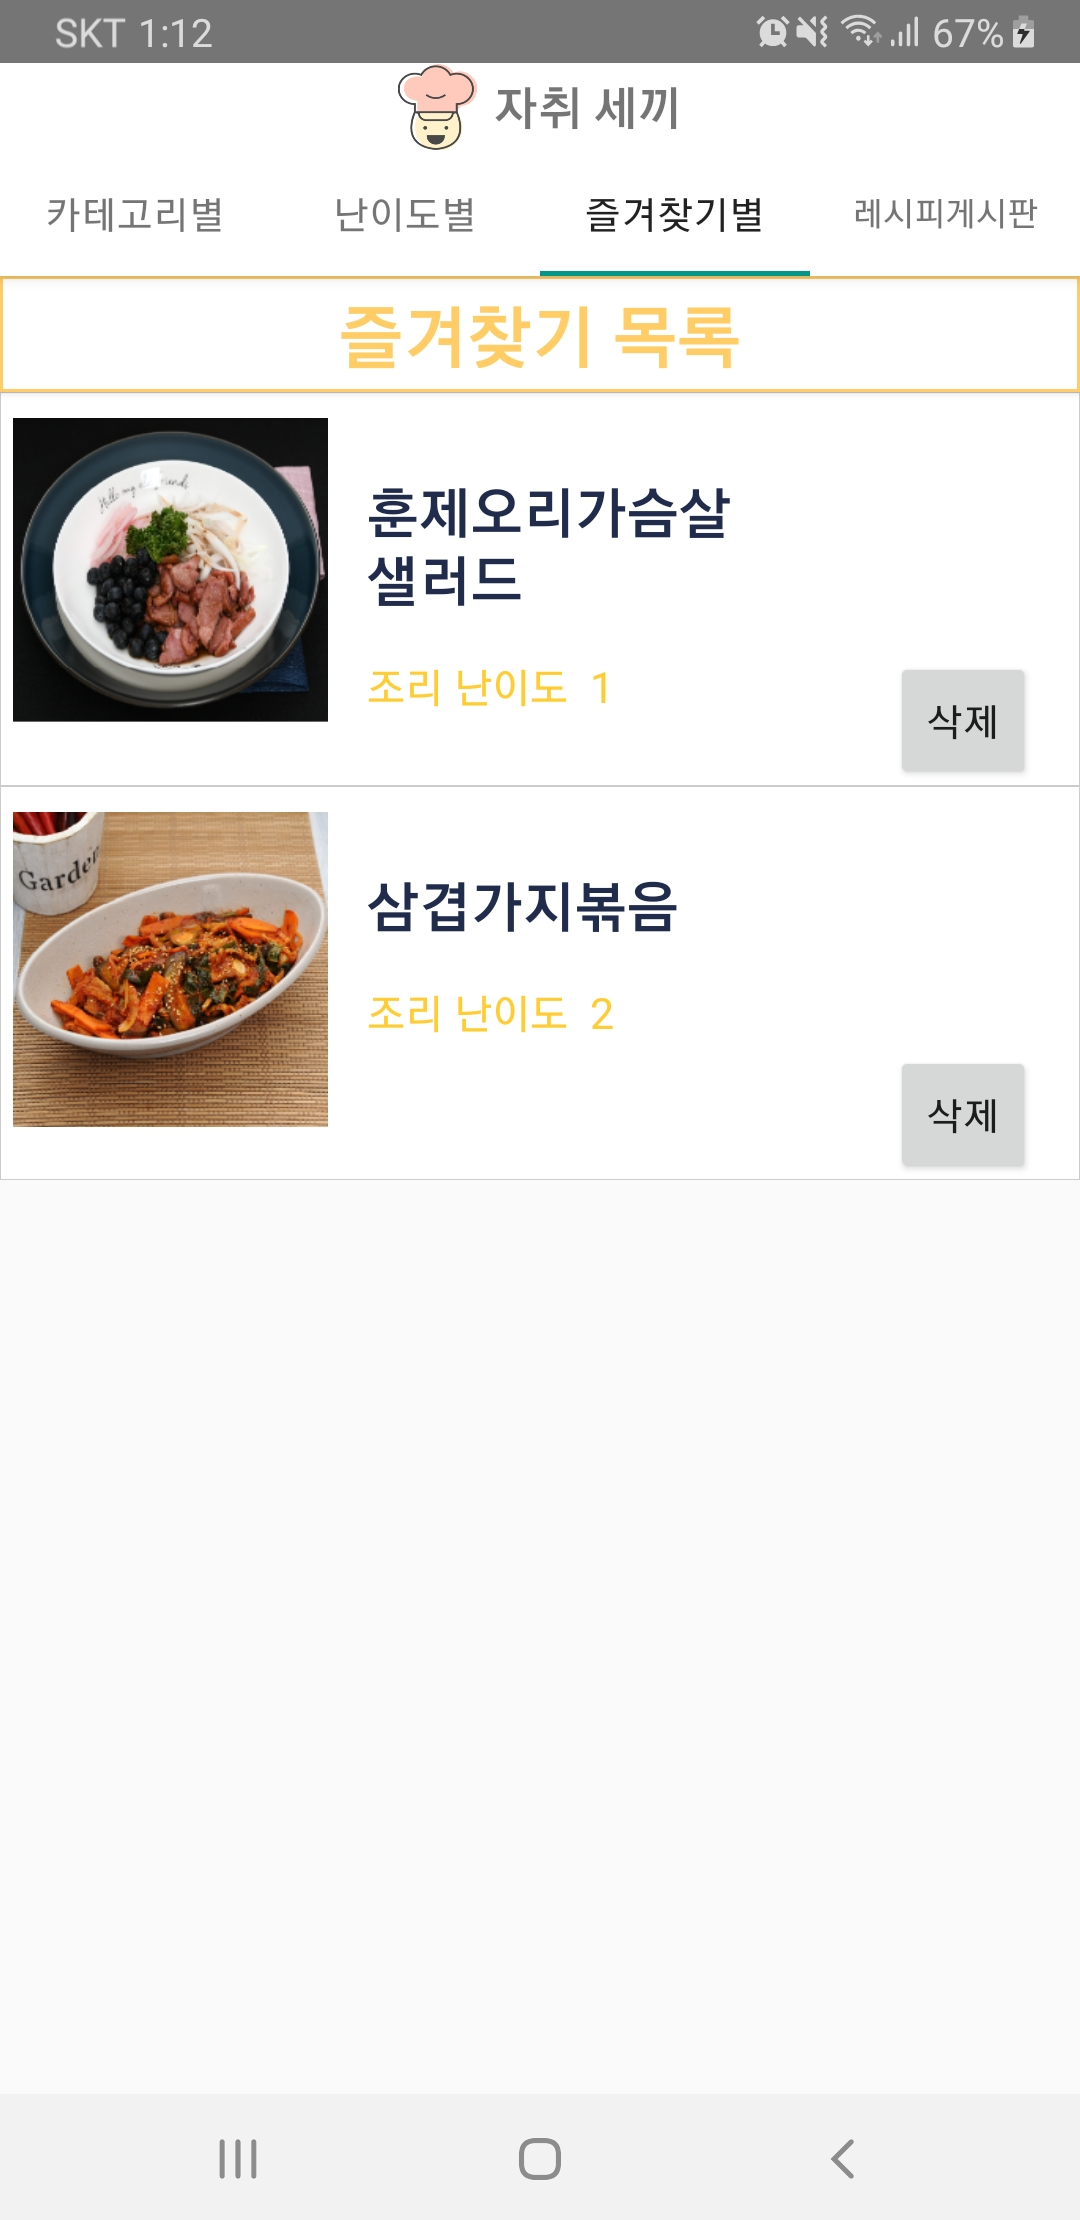 SKT 1:12 67%
자취 세끼
카테고리별 난이도별 즐겨찾기별 레시피게시판
즐겨찾기 목록
훈제오리가슴살
샐러드
조리 난이도 1
삭제
Garden
삼겹가지볶음
조리 난이도 2
삭제